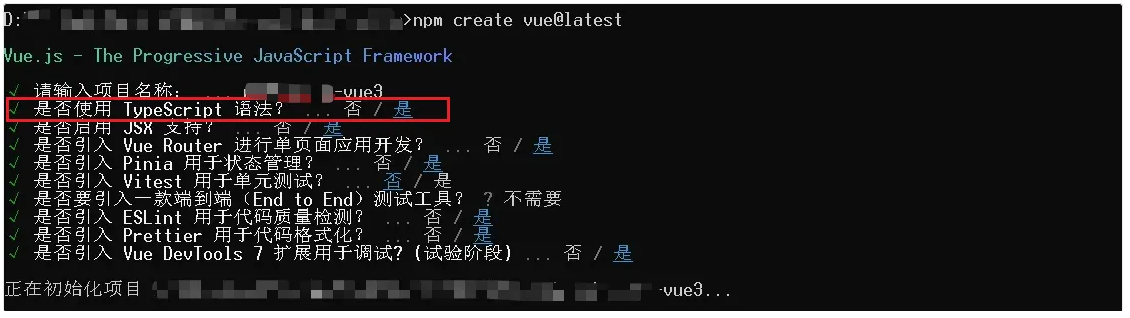 D:\ >npm create vue@latest
Vue.js - The Progressive JavaScript Framework
√ 请输入项目名称: ... -vue3
√ 是否使用 TypeScript 语法? ... 否 / 是
√ 是否启用 JSX 支持? ... 否 / 是
√ 是否引入 Vue Router 进行单页面应用开发? ... 否 / 是
√ 是否引入 Pinia 用于状态管理? ... 否 / 是
√ 是否引入 Vitest 用于单元测试? ... 否 / 是
√ 是否要引入一款端到端（End to End）测试工具? ? 不需要
√ 是否引入 ESLint 用于代码质量检测? ... 否 / 是
√ 是否引入 Prettier 用于代码格式化? ... 否 / 是
√ 是否引入 Vue DevTools 7 扩展用于调试? (试验阶段) ... 否 / 是
正在初始化项目 -vue3...